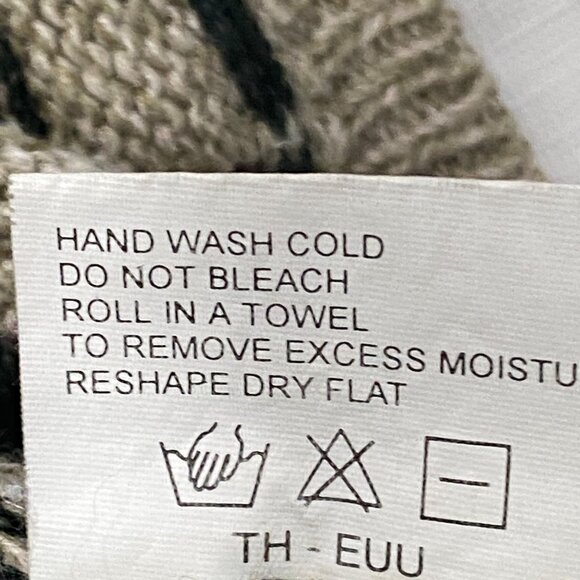 HAND WASH COLD
DO NOT BLEACH
ROLL IN A TOWEL
TO REMOVE EXCESS MOISTU
RESHAPE DRY FLAT
TH - EUU